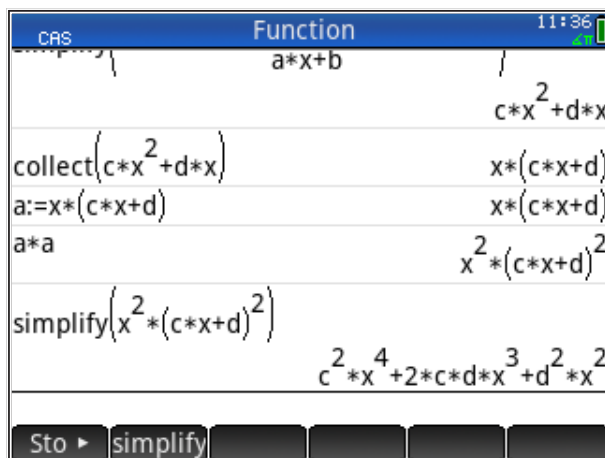 CAS Function 11:36
∡π
a*x+b
c*x^2+d*x
collect(c*x^2+d*x) x*(c*x+d)
a:=x*(c*x+d) x*(c*x+d)
a*a x^2*(c*x+d)^2
simplify(x^2*(c*x+d)^2)
c^2*x^4+2*c*d*x^3+d^2*x^2
Sto ▸ simplify